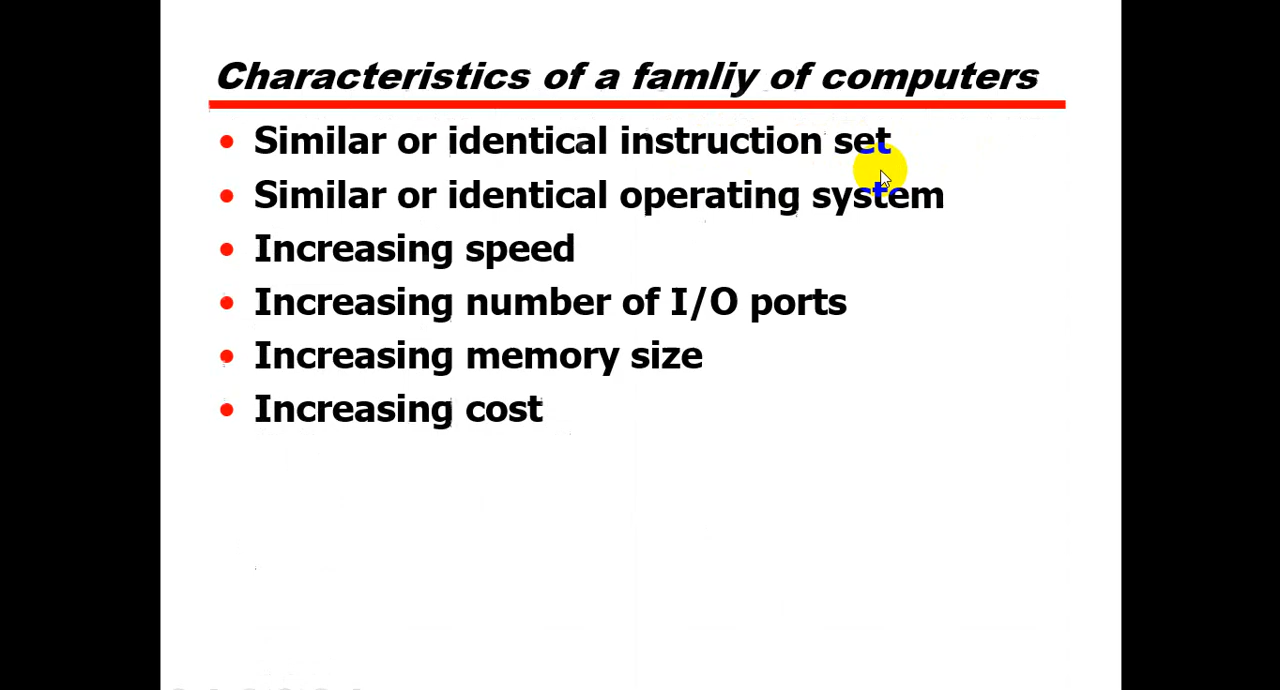 Characteristics of a famliy of computers
• Similar or identical instruction set
• Similar or identical operating system
• Increasing speed
• Increasing number of I/O ports
• Increasing memory size
• Increasing cost